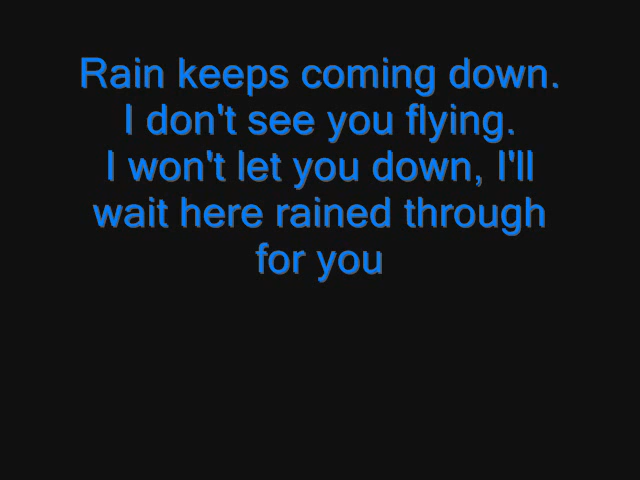 Rain keeps coming down.
I don't see you flying.
I won't let you down, I'll
wait here rained through
for you